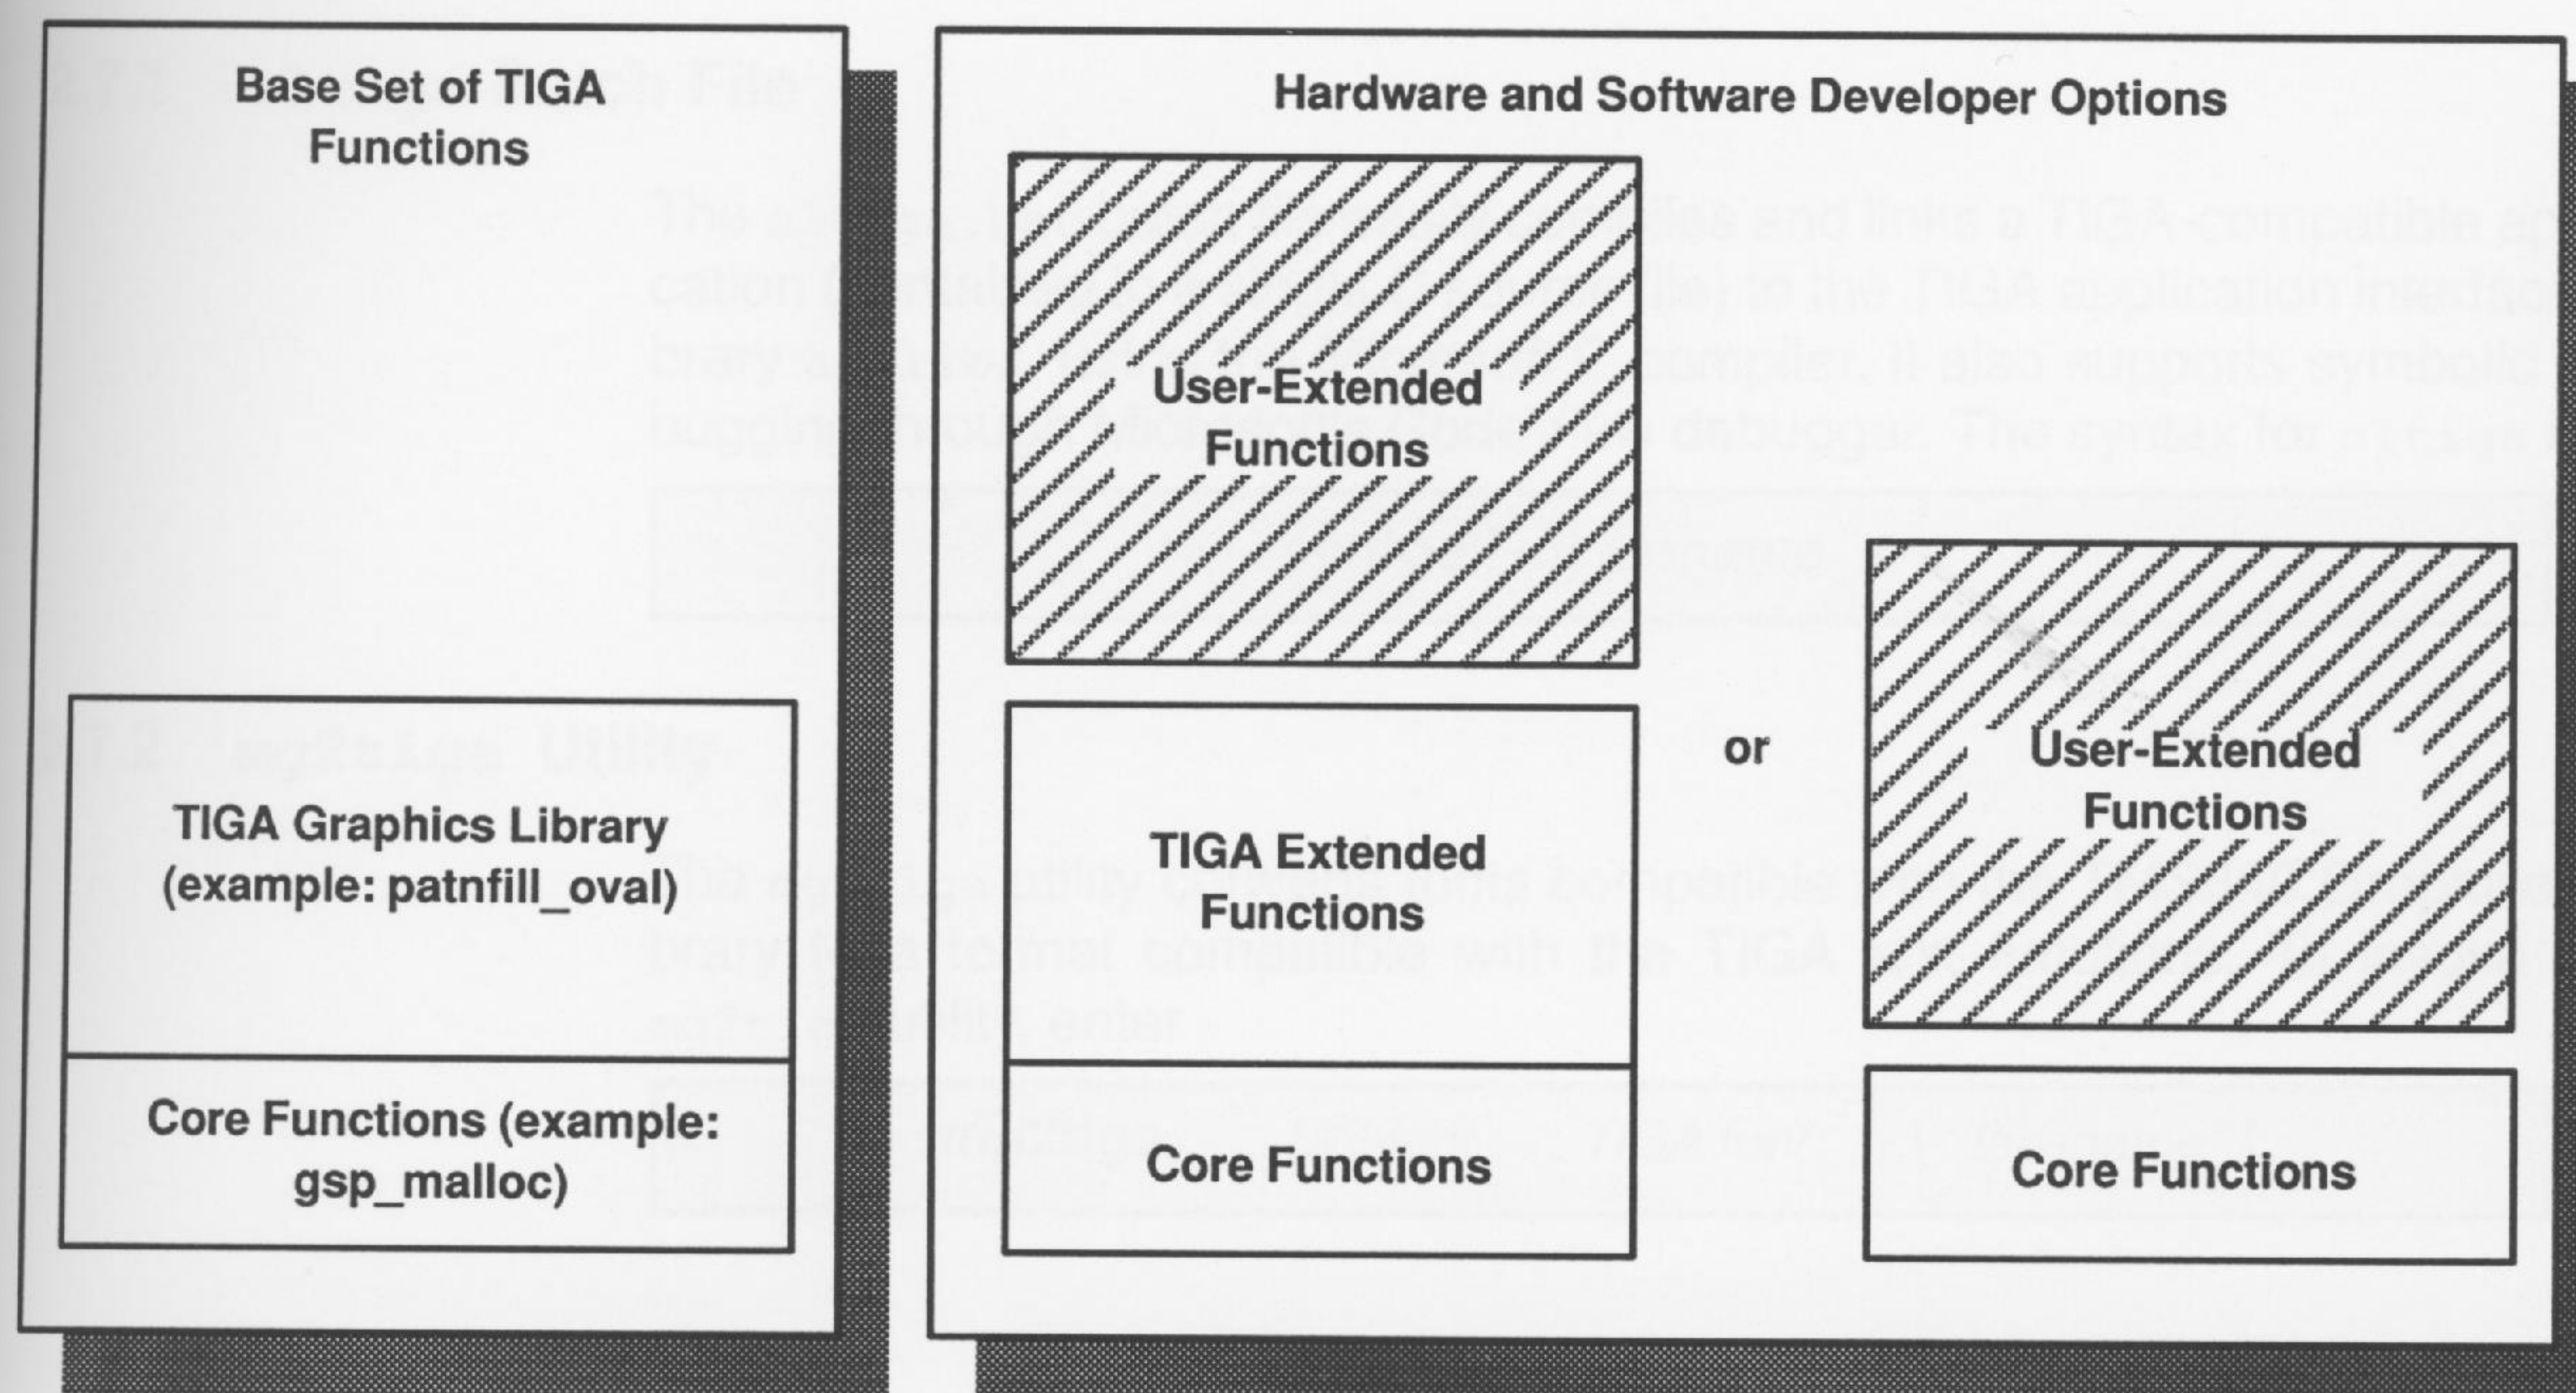 Base Set of TIGA
Functions
TIGA Graphics Library
(example: patnfill_oval)
Core Functions (example:
gsp_malloc)
Hardware and Software Developer Options
User-Extended
Functions
TIGA Extended
Functions
Core Functions
or
User-Extended
Functions
Core Functions